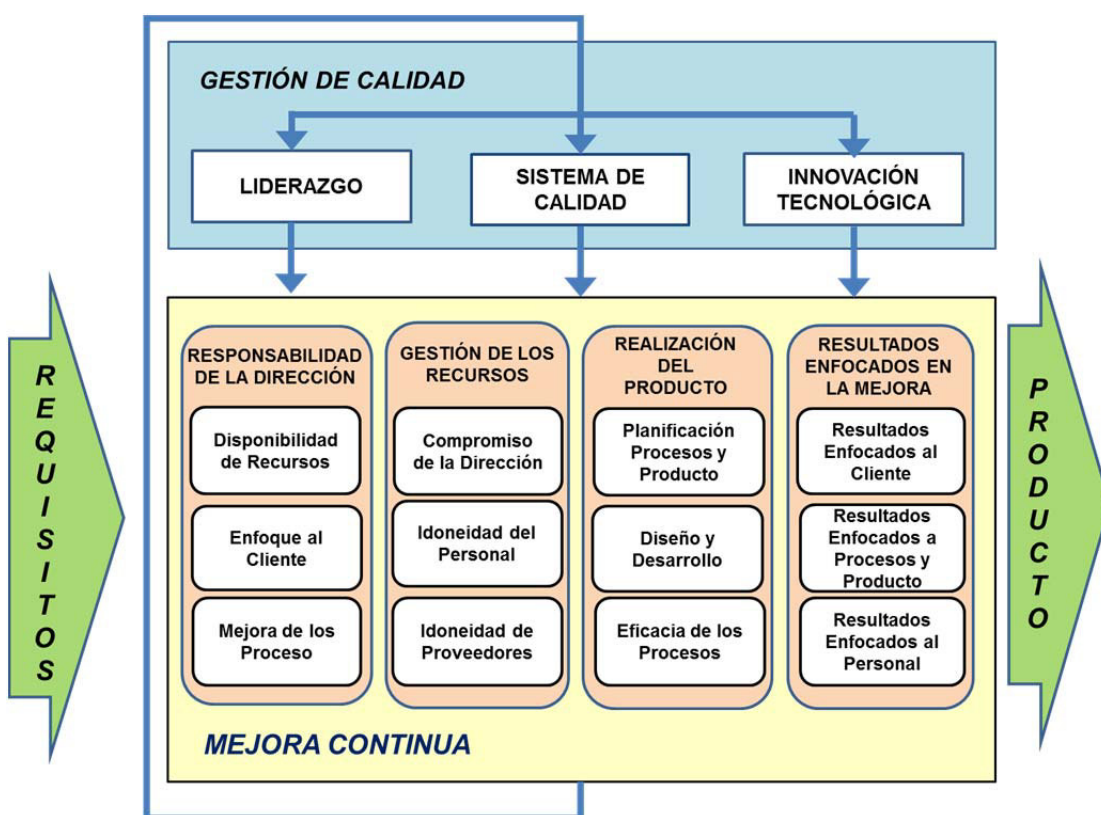 GESTIÓN DE CALIDAD
LIDERAZGO
SISTEMA DE
CALIDAD
INNOVACIÓN
TECNOLÓGICA
REQUISITOS
RESPONSABILIDAD
DE LA DIRECCIÓN
Disponibilidad
de Recursos
Enfoque al
Cliente
Mejora de los
Proceso
GESTIÓN DE LOS
RECURSOS
Compromiso
de la Dirección
Idoneidad del
Personal
Idoneidad de
Proveedores
REALIZACIÓN
DEL
PRODUCTO
Planificación
Procesos y
Producto
Diseño y
Desarrollo
Eficacia de los
Procesos
RESULTADOS
ENFOCADOS EN
LA MEJORA
Resultados
Enfocados al
Cliente
Resultados
Enfocados a
Procesos y
Producto
Resultados
Enfocados al
Personal
MEJORA CONTINUA
PRODUCTO